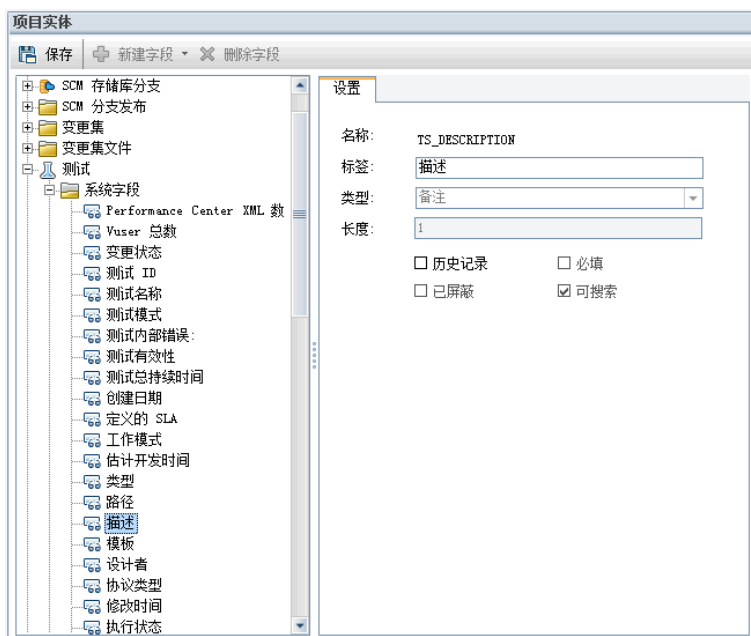 项目实体
保存 新建字段 删除字段
SCM 存储库分支
SCM 分支发布
变更集
变更集文件
测试
系统字段
Performance Center XML 数
Vuser 总数
变更状态
测试 ID
测试名称
测试模式
测试内部错误:
测试有效性
测试总持续时间
创建日期
定义的 SLA
工作模式
估计开发时间
类型
路径
描述
模板
设计者
协议类型
修改时间
执行状态
设置
名称: TS_DESCRIPTION
标签: 描述
类型: 备注
长度: 1
历史记录 必填
已屏蔽 可搜索